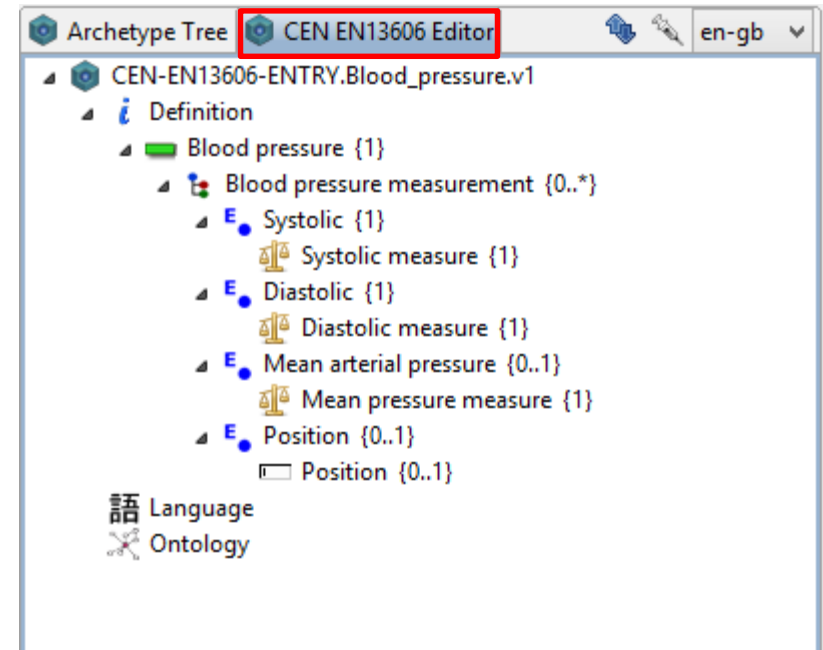 Archetype Tree CEN EN13606 Editor en-gb
CEN-EN13606-ENTRY.Blood_pressure.v1
i Definition
Blood pressure {1}
Blood pressure measurement {0..*}
E Systolic {1}
Systolic measure {1}
E Diastolic {1}
Diastolic measure {1}
E Mean arterial pressure {0..1}
Mean pressure measure {1}
E Position {0..1}
Position {0..1}
語 Language
Ontology